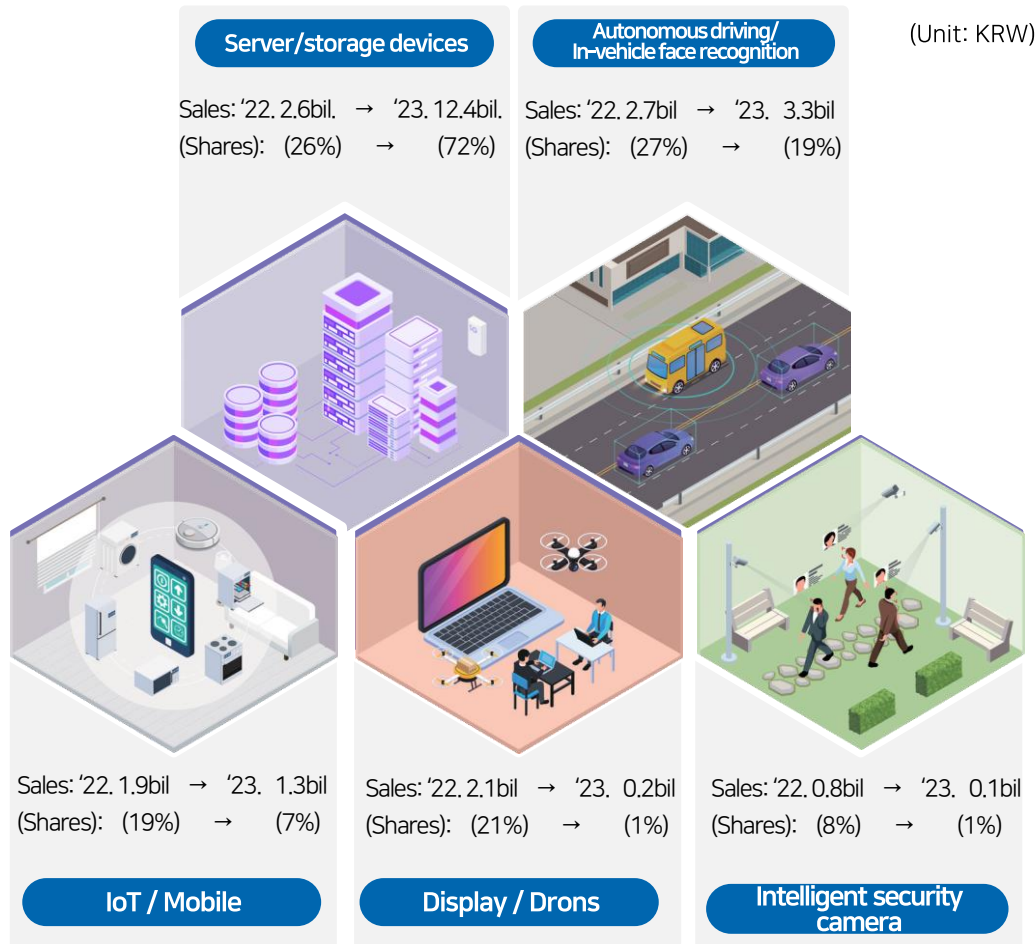 Server/storage devices
Sales: ‘22. 2.6bil. → ‘23. 12.4bil.
(Shares): (26%) → (72%)
Autonomous driving/
In-vehicle face recognition
Sales: ‘22. 2.7bil → ‘23. 3.3bil
(Shares): (27%) → (19%)
(Unit: KRW)
Sales: ‘22. 1.9bil → ‘23. 1.3bil
(Shares): (19%) → (7%)
IoT / Mobile
Sales: ‘22. 2.1bil → ‘23. 0.2bil
(Shares): (21%) → (1%)
Display / Drons
Sales: ‘22. 0.8bil → ‘23. 0.1bil
(Shares): (8%) → (1%)
Intelligent security
camera